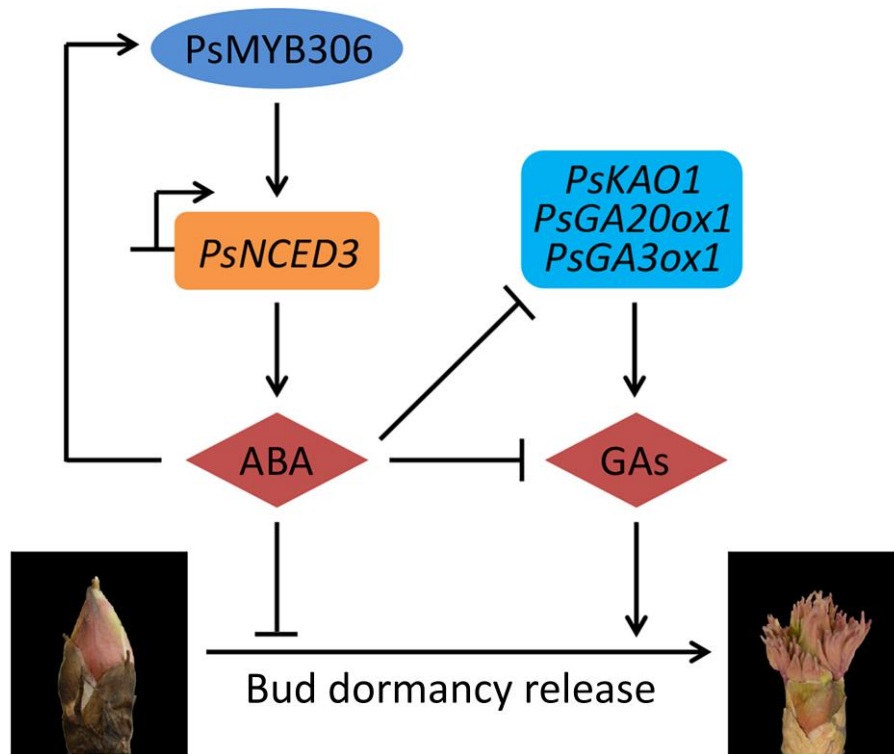 PsMYB306
PsKAO1
PsGA20ox1
PsGA3ox1
PsNCED3
ABA
GAs
Bud dormancy release